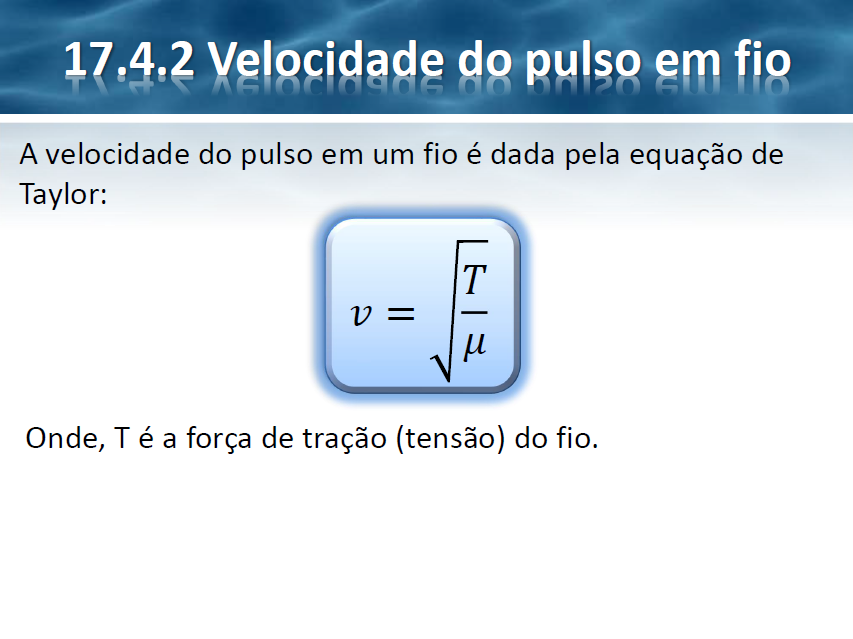 17.4.2 Velocidade do pulso em fio
A velocidade do pulso em um fio é dada pela equação de
Taylor:
v = √(T/μ)
Onde, T é a força de tração (tensão) do fio.